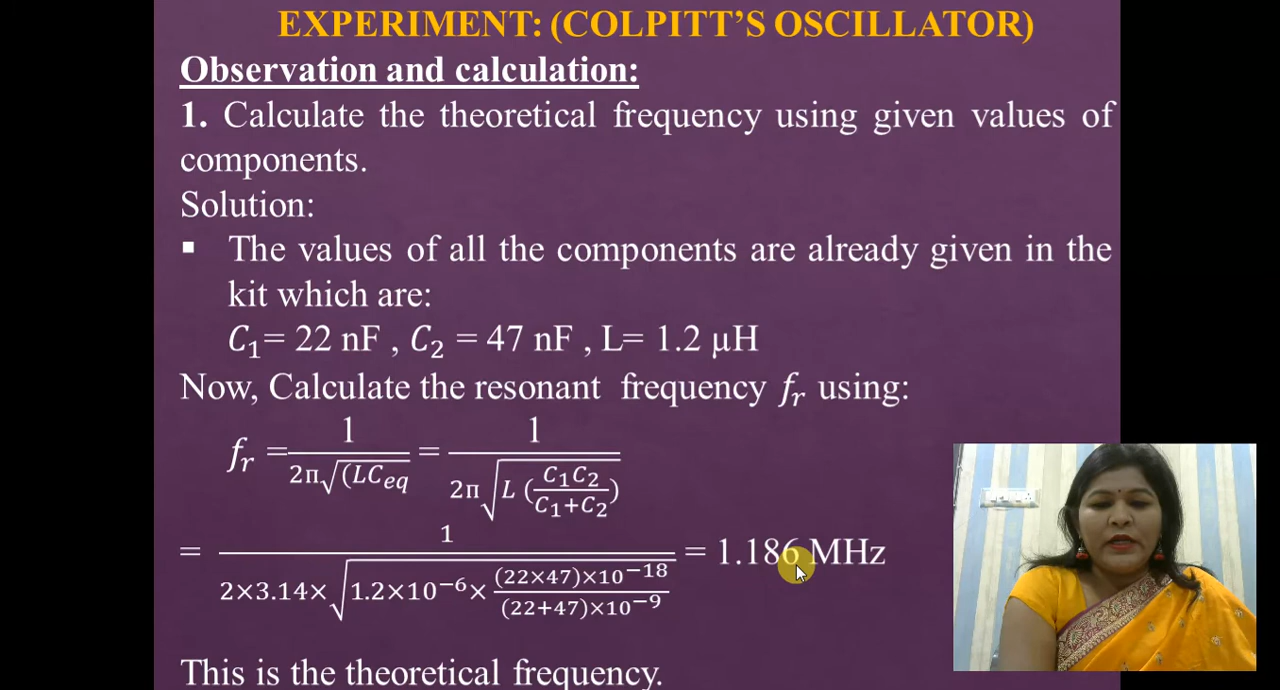 EXPERIMENT: (COLPITT'S OSCILLATOR)
Observation and calculation:
1. Calculate the theoretical frequency using given values of
components.
Solution:
▪ The values of all the components are already given in the
kit which are:
C₁= 22 nF , C₂ = 47 nF , L= 1.2 µH
Now, Calculate the resonant frequency fᵣ using:
fᵣ = 1/(2π√(LCeq) = 1/(2π√(L (C₁C₂/(C₁+C₂))))
= 1/(2×3.14×√(1.2×10⁻⁶× (22×47)×10⁻¹⁸/((22+47)×10⁻⁹))) = 1.186 MHz
This is the theoretical frequency.